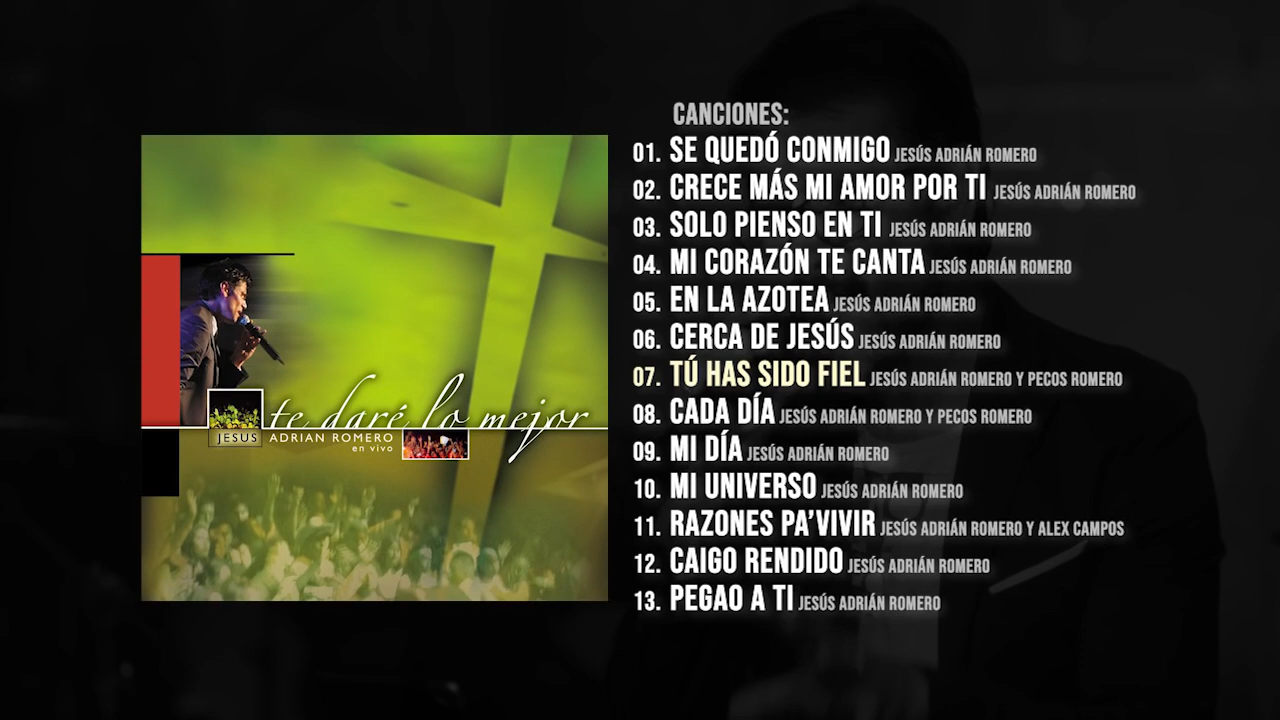 te daré lo mejor
JESUS ADRIAN ROMERO
en vivo
CANCIONES:
01. SE QUEDÓ CONMIGO JESÚS ADRIÁN ROMERO
02. CRECE MÁS MI AMOR POR TI JESÚS ADRIÁN ROMERO
03. SOLO PIENSO EN TI JESÚS ADRIÁN ROMERO
04. MI CORAZÓN TE CANTA JESÚS ADRIÁN ROMERO
05. EN LA AZOTEA JESÚS ADRIÁN ROMERO
06. CERCA DE JESÚS JESÚS ADRIÁN ROMERO
07. TÚ HAS SIDO FIEL JESÚS ADRIÁN ROMERO Y PECOS ROMERO
08. CADA DÍA JESÚS ADRIÁN ROMERO Y PECOS ROMERO
09. MI DÍA JESÚS ADRIÁN ROMERO
10. MI UNIVERSO JESÚS ADRIÁN ROMERO
11. RAZONES PA'VIVIR JESÚS ADRIÁN ROMERO Y ALEX CAMPOS
12. CAIGO RENDIDO JESÚS ADRIÁN ROMERO
13. PEGAO A TI JESÚS ADRIÁN ROMERO